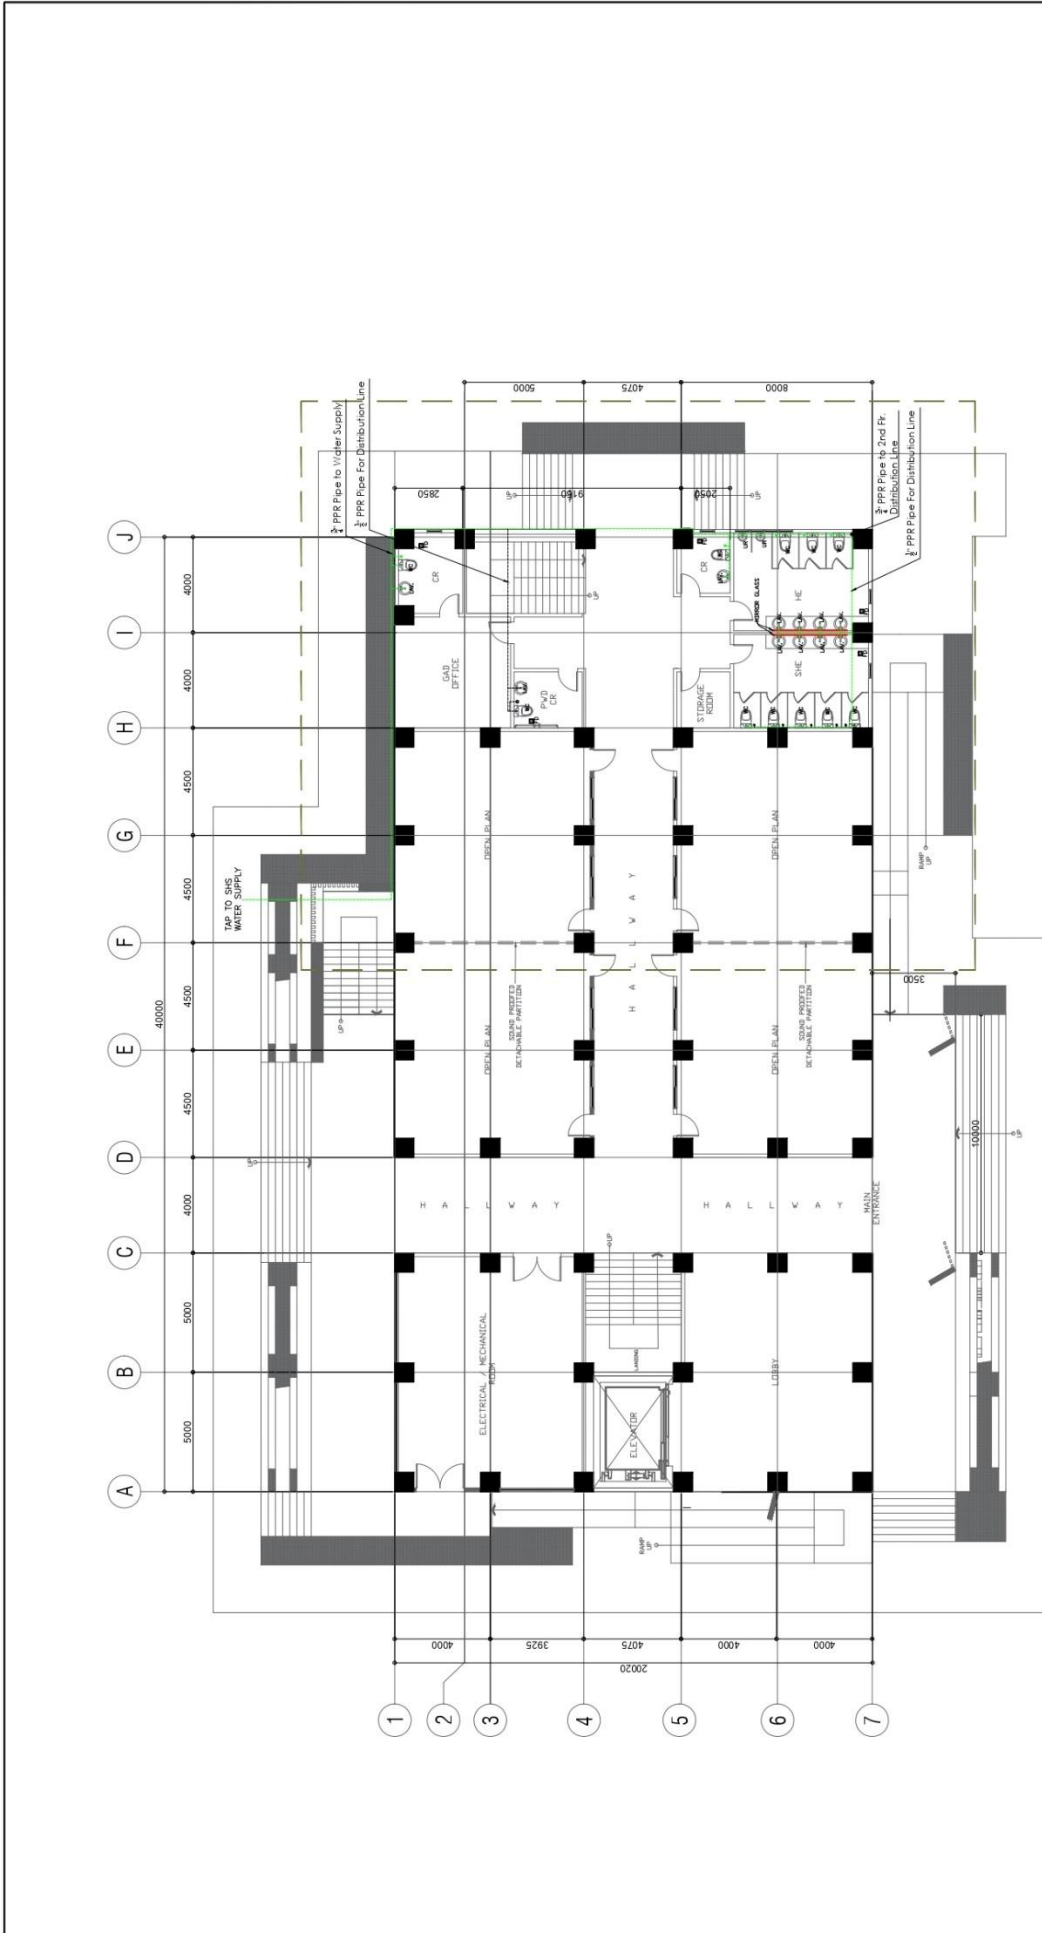 ¾" PPR Pipe to Water Supply
½" PPR Pipe For Distribution Line
¾" PPR Pipe to 2nd Flr.
Distribution Line
½" PPR Pipe For Distribution Line
5000
4075
8000
2850
9160
2050
J
I
H
G
F
E
D
C
B
A
4000
4000
4500
4500
4500
4500
4000
5000
5000
40000
TAP TO SHS
WATER SUPPLY
CR
GAD
OFFICE
PWD
CR
CR
MIRROR GLASS
HE
SHE
STORAGE
ROOM
UP
UP
UP
OPEN PLAN
OPEN PLAN
HALLWAY
RAMP
UP
SOUND PROOFED
DETACHABLE PARTITION
SOUND PROOFED
DETACHABLE PARTITION
OPEN PLAN
OPEN PLAN
UP
UP
3500
10000
UP
HALLWAY
HALLWAY
MAIN
ENTRANCE
UP
ELECTRICAL / MECHANICAL
ROOM
LANDING
ELEVATOR
LOBBY
RAMP
UP
4000
3925
4075
4000
4000
20020
1
2
3
4
5
6
7